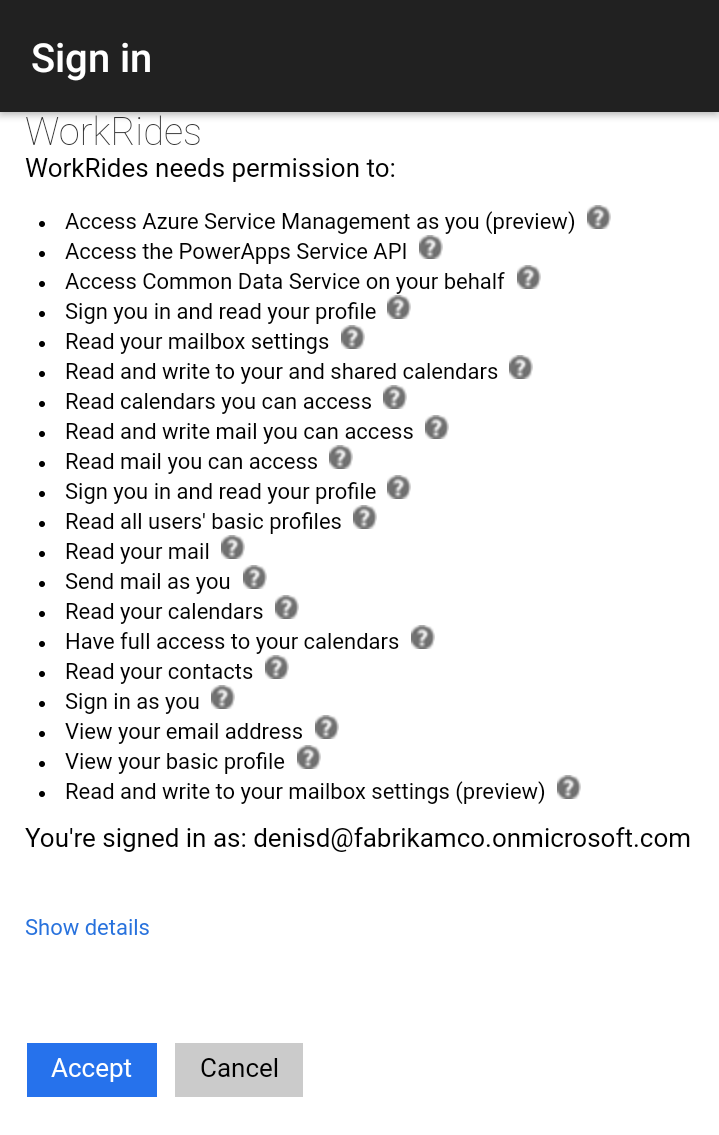 Sign in
WorkRides
WorkRides needs permission to:
• Access Azure Service Management as you (preview) ?
• Access the PowerApps Service API ?
• Access Common Data Service on your behalf ?
• Sign you in and read your profile ?
• Read your mailbox settings ?
• Read and write to your and shared calendars ?
• Read calendars you can access ?
• Read and write mail you can access ?
• Read mail you can access ?
• Sign you in and read your profile ?
• Read all users' basic profiles ?
• Read your mail ?
• Send mail as you ?
• Read your calendars ?
• Have full access to your calendars ?
• Read your contacts ?
• Sign in as you ?
• View your email address ?
• View your basic profile ?
• Read and write to your mailbox settings (preview) ?
You're signed in as: denisd@fabrikamco.onmicrosoft.com
Show details
Accept Cancel